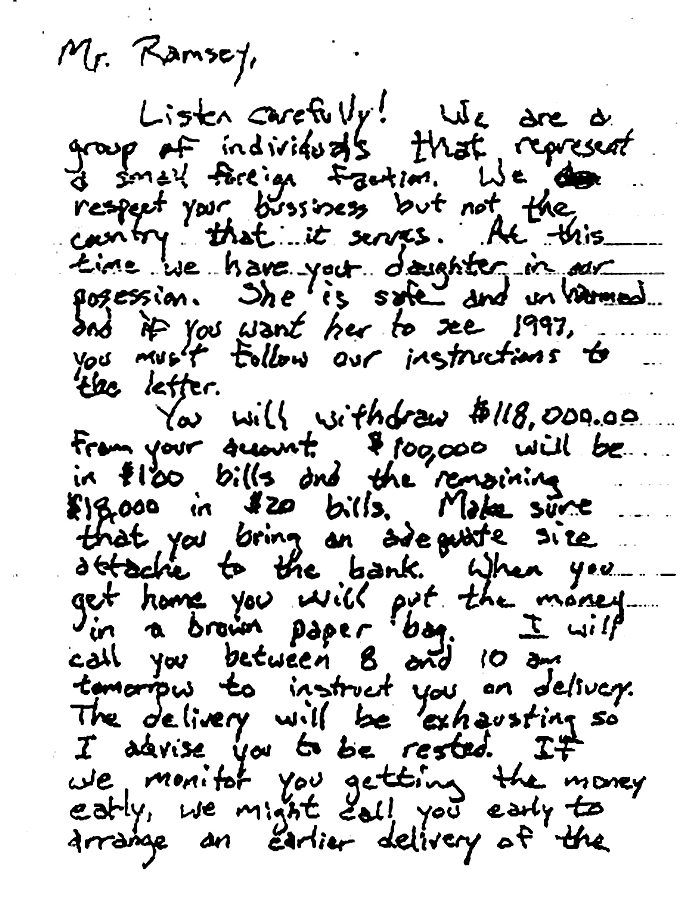 Mr. Ramsey,
Listen carefully! We are a
group of individuals that represent
a small foreign faction. We
respect your bussiness but not the
country that it serves. At this
time we have your daughter in our
posession. She is safe and unharmed
and if you want her to see 1997,
you must follow our instructions to
the letter.
You will withdraw $118,000.00
from your account. $100,000 will be
in $100 bills and the remaining
$18,000 in $20 bills. Make sure
that you bring an adequate size
attache to the bank. When you
get home you will put the money
in a brown paper bag. I will
call you between 8 and 10 am
tomorrow to instruct you on delivery.
The delivery will be exhausting so
I advise you to be rested. If
we monitor you getting the money
early, we might call you early to
arrange an earlier delivery of the